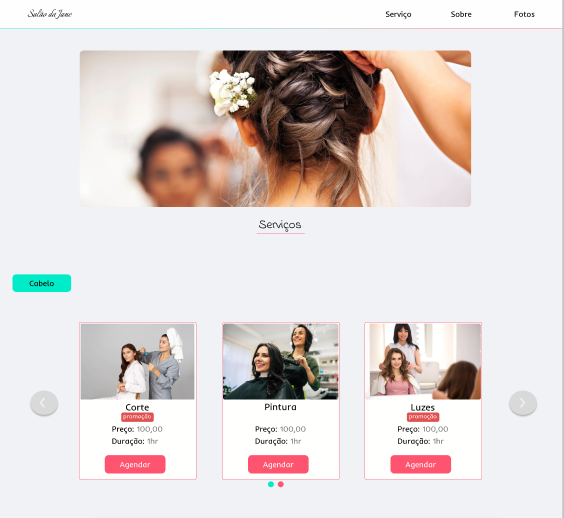 Salão da Jane
Serviço Sobre Fotos
Serviços
Cabelo
Corte
promoção
Preço: 100,00
Duração: 1hr
Agendar
Pintura
Preço: 100,00
Duração: 1hr
Agendar
Luzes
promoção
Preço: 100,00
Duração: 1hr
Agendar